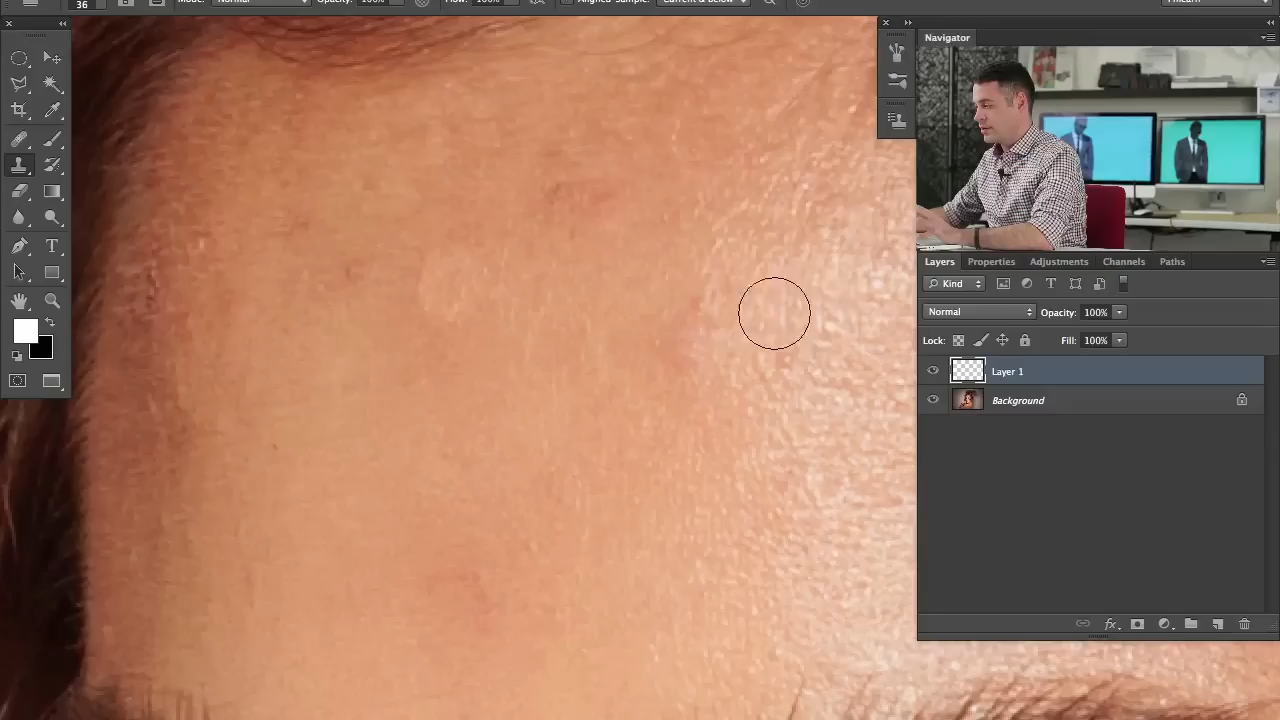 36
Mode: Normal Opacity: 100% Flow: 100% Aligned Sample: Current & Below
Navigator
Layers Properties Adjustments Channels Paths
Kind
Normal Opacity: 100%
Lock: Fill: 100%
Layer 1
Background